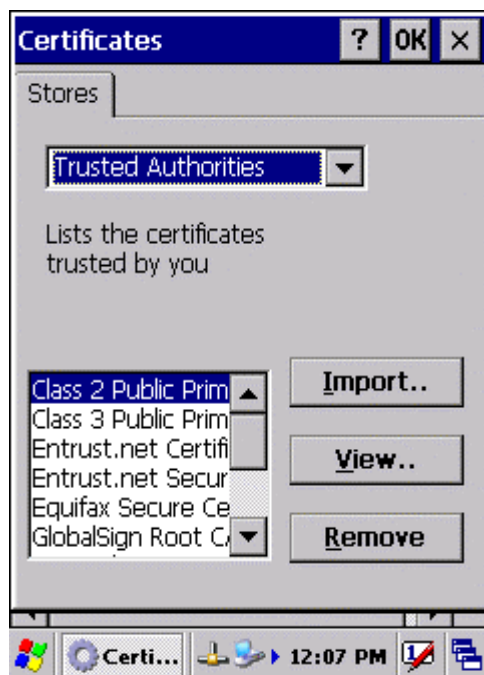 Certificates ? OK ×
Stores
Trusted Authorities
Lists the certificates
trusted by you
Class 2 Public Prim
Class 3 Public Prim
Entrust.net Certifi
Entrust.net Secur
Equifax Secure Ce
GlobalSign Root CA
Import..
View..
Remove
Certi... 12:07 PM